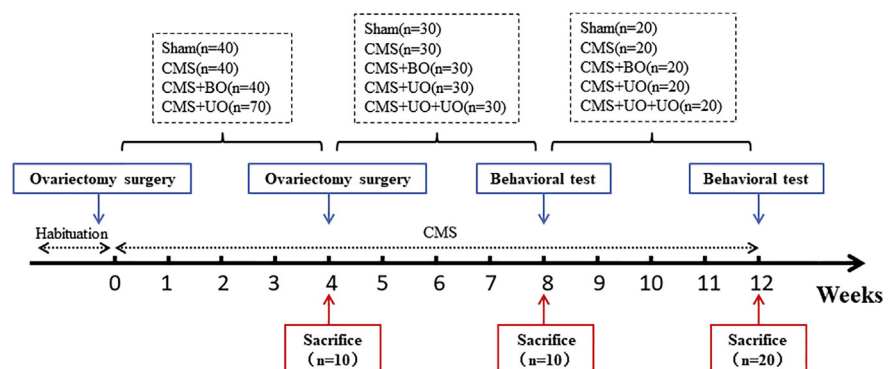 Sham(n=40)
CMS(n=40)
CMS+BO(n=40)
CMS+UO(n=70)
Sham(n=30)
CMS(n=30)
CMS+BO(n=30)
CMS+UO(n=30)
CMS+UO+UO(n=30)
Sham(n=20)
CMS(n=20)
CMS+BO(n=20)
CMS+UO(n=20)
CMS+UO+UO(n=20)
Ovariectomy surgery
Ovariectomy surgery
Behavioral test
Behavioral test
Habituation
CMS
0 1 2 3 4 5 6 7 8 9 10 11 12
Weeks
Sacrifice
（n=10）
Sacrifice
（n=10）
Sacrifice
（n=20）